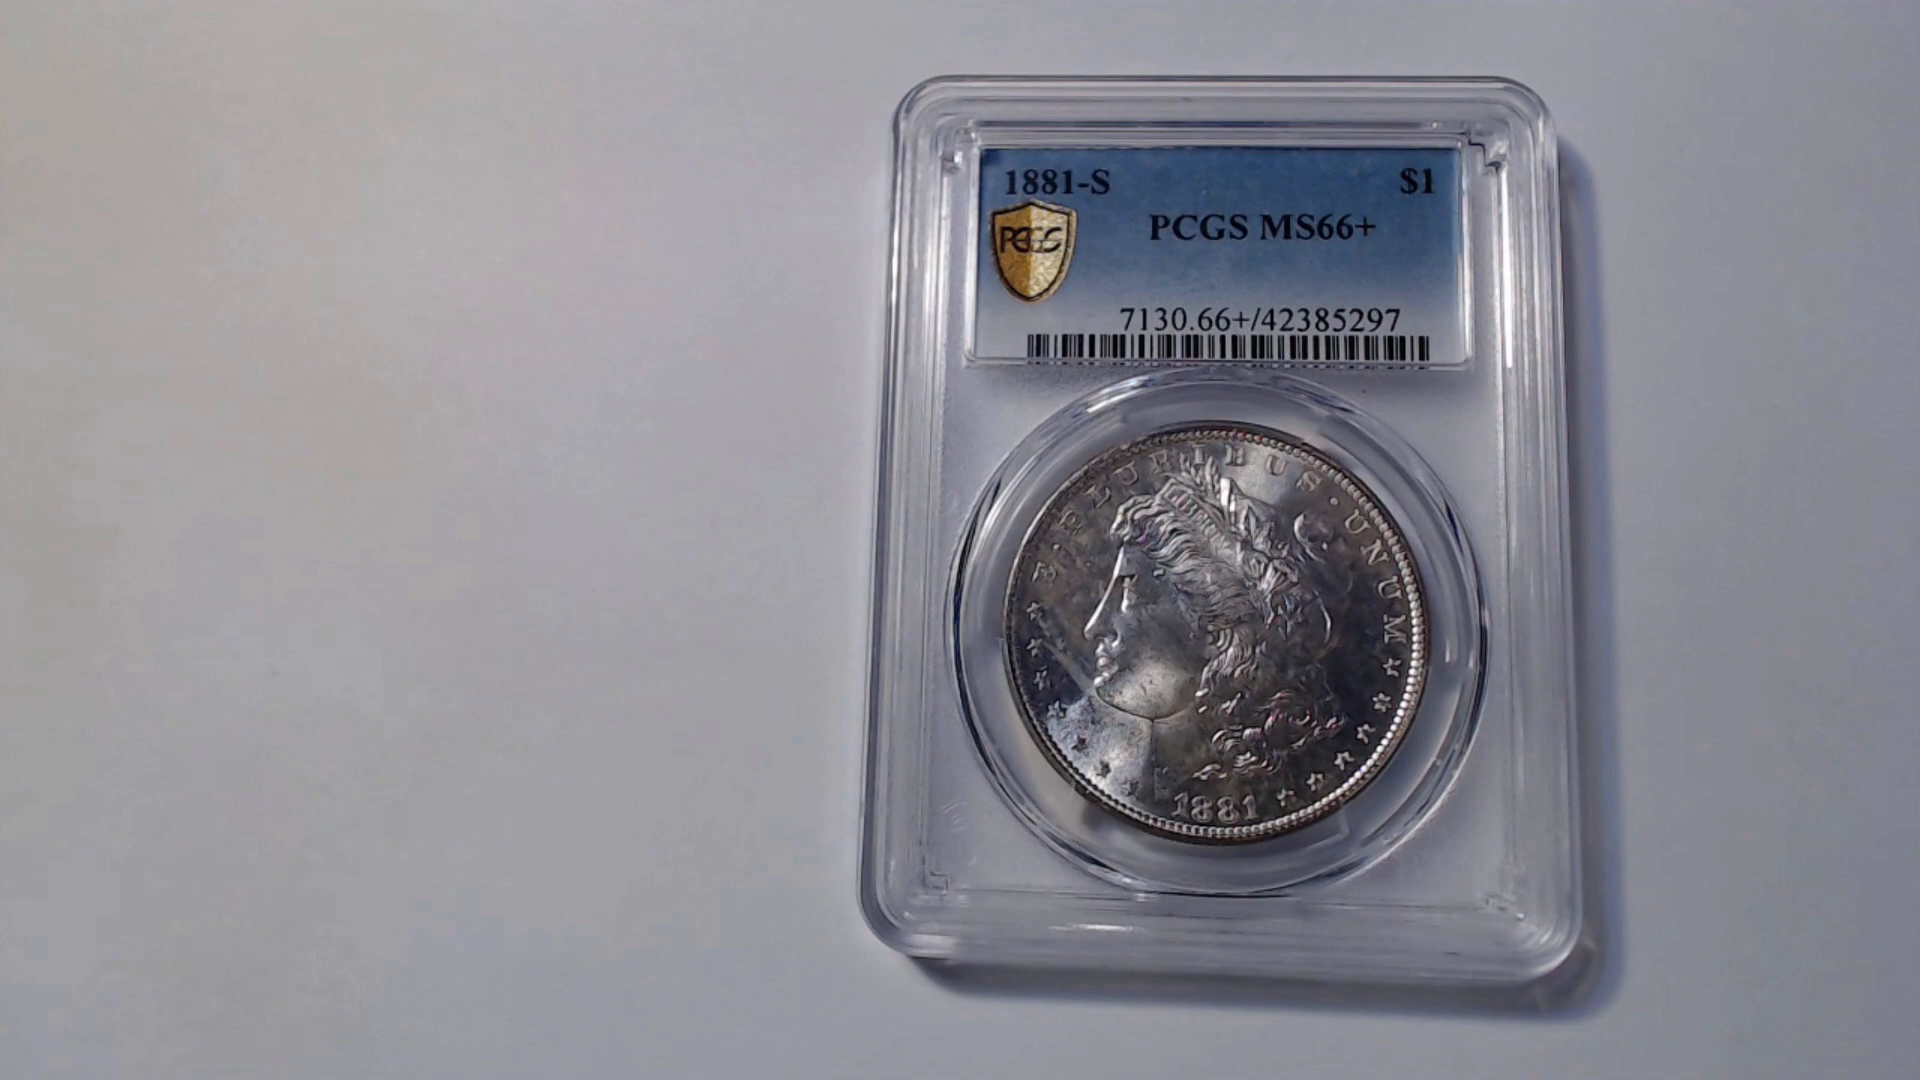 1881-S $1
PCGS
PCGS MS66+
7130.66+/42385297
E·PLURIBUS·UNUM
1881